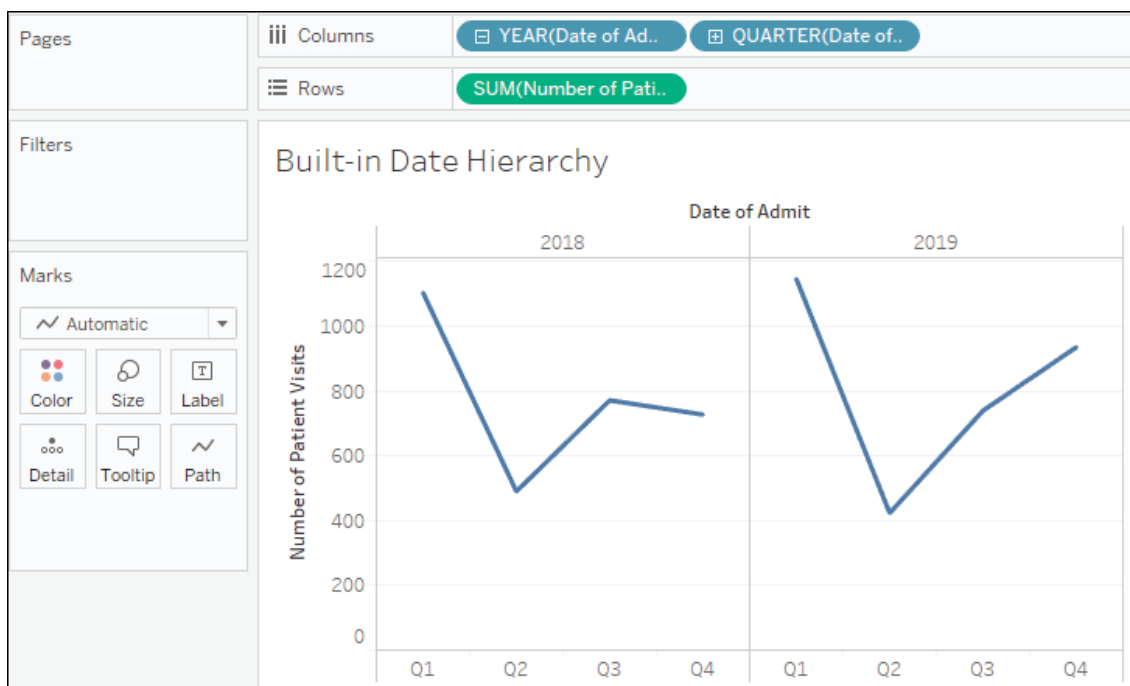 Pages
Columns
YEAR(Date of Ad..
QUARTER(Date of..
Rows
SUM(Number of Pati..
Filters
Marks
Automatic
Color
Size
T
Label
Detail
Tooltip
Path
Built-in Date Hierarchy
Date of Admit
2018
2019
Number of Patient Visits
1200
1000
800
600
400
200
0
Q1 Q2 Q3 Q4 Q1 Q2 Q3 Q4